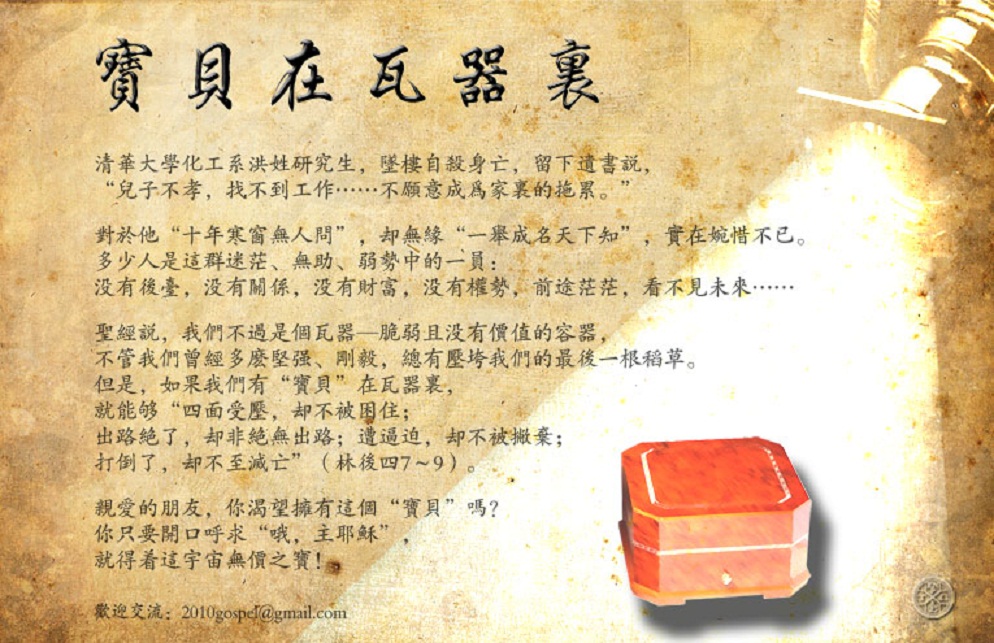 寶貝在瓦器裏
清華大學化工系洪姓研究生，墜樓自殺身亡，留下遺書説，
“兒子不孝，找不到工作……不願意成爲家裏的拖累。”
對於他“十年寒窗無人問”，却無緣“一舉成名天下知”，實在婉惜不已。
多少人是這群迷茫、無助、弱勢中的一員：
没有後臺，没有關係，没有財富，没有權勢，前途茫茫，看不見未來……
聖經説，我們不過是個瓦器—脆弱且没有價值的容器，
不管我們曾經多麽堅强、剛毅，總有壓垮我們的最後一根稻草。
但是，如果我們有“寶貝”在瓦器裏，
就能够“四面受壓，却不被困住；
出路絶了，却非絶無出路；遭逼迫，却不被撇棄；
打倒了，却不至滅亡”（林後四7～9）。
親愛的朋友，你渴望擁有這個“寶貝”嗎？
你只要開口呼求“哦，主耶穌”，
就得着這宇宙無價之寶！
歡迎交流：2010gospel@gmail.com